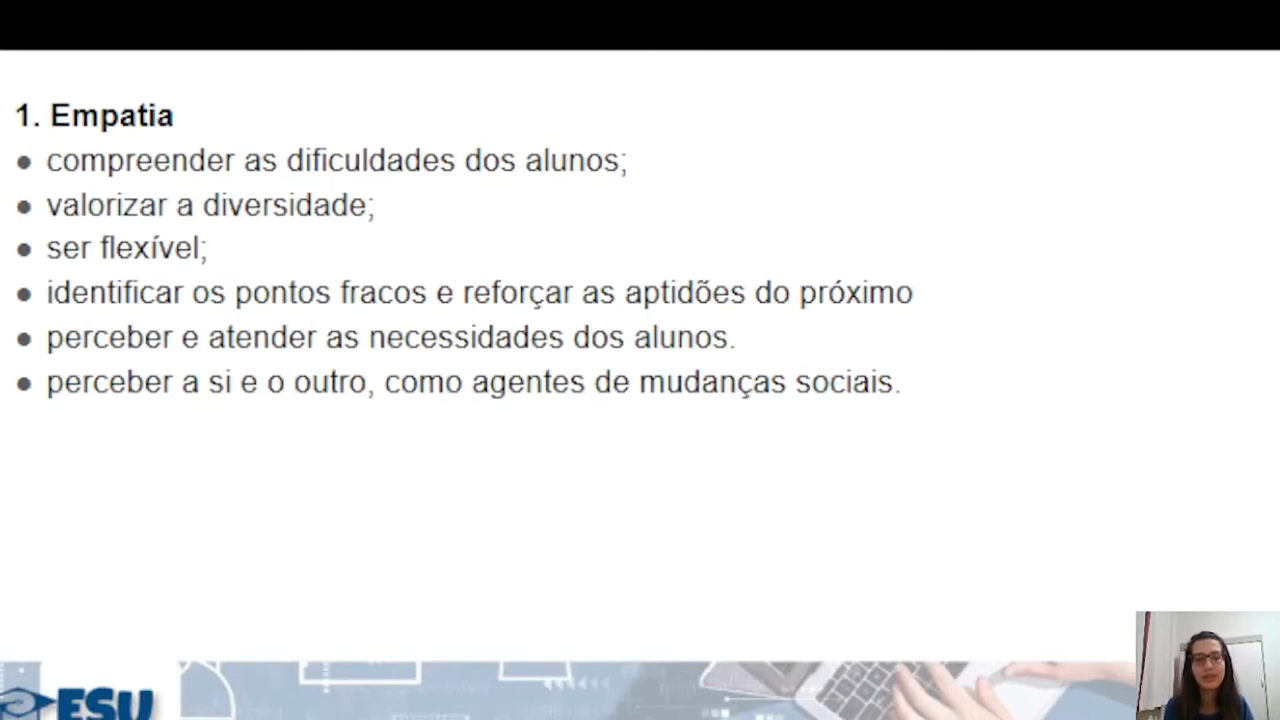 1. Empatia
● compreender as dificuldades dos alunos;
● valorizar a diversidade;
● ser flexível;
● identificar os pontos fracos e reforçar as aptidões do próximo
● perceber e atender as necessidades dos alunos.
● perceber a si e o outro, como agentes de mudanças sociais.
ESU